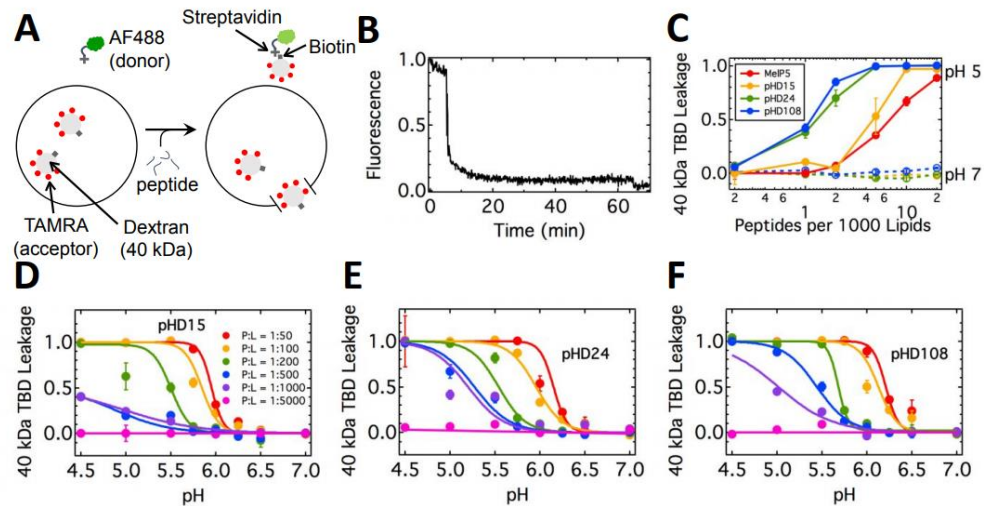 A
AF488
(donor)
Streptavidin
Biotin
peptide
TAMRA
(acceptor)
Dextran
(40 kDa)
B
Fluorescence
1.0
0.5
0.0
0 20 40 60
Time (min)
C
40 kDa TBD Leakage
1.0
0.5
0.0
MelP5
pHD15
pHD24
pHD108
pH 5
pH 7
2 4 6 1 2 4 6 10 2
Peptides per 1000 Lipids
D
40 kDa TBD Leakage
1.0
0.5
0.0
pHD15
P:L = 1:50
P:L = 1:100
P:L = 1:200
P:L = 1:500
P:L = 1:1000
P:L = 1:5000
4.5 5.0 5.5 6.0 6.5 7.0
pH
E
40 kDa TBD Leakage
1.0
0.5
0.0
pHD24
4.5 5.0 5.5 6.0 6.5 7.0
pH
F
40 kDa TBD Leakage
1.0
0.5
0.0
pHD108
4.5 5.0 5.5 6.0 6.5 7.0
pH